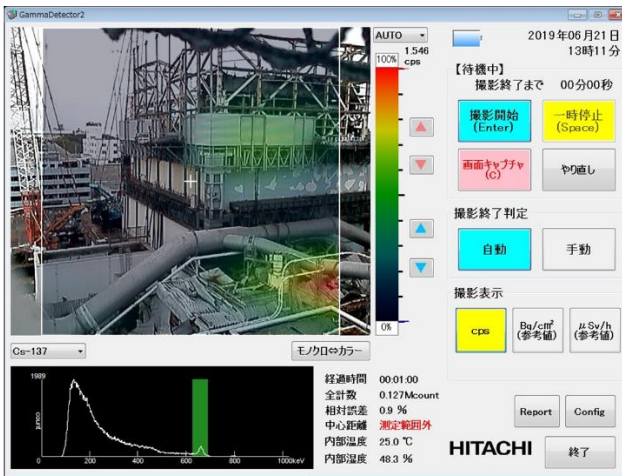 GammaDetector2
AUTO
1.546
cps
100%
0%
2019年06月21日
13時11分
【待機中】
撮影終了まで 00分00秒
撮影開始
(Enter)
一時停止
(Space)
画面キャプチャ
(C)
やり直し
撮影終了判定
自動
手動
撮影表示
cps
Bq/cm²
(参考値)
μSv/h
(参考値)
Cs-137
モノクロ⇔カラー
1989
count
0
200
400
600
800
1000keV
経過時間 00:01:00
全計数 0.127Mcount
相対誤差 0.9 %
中心距離 測定範囲外
内部温度 25.0 ℃
内部湿度 48.3 %
Report
Config
HITACHI
終了